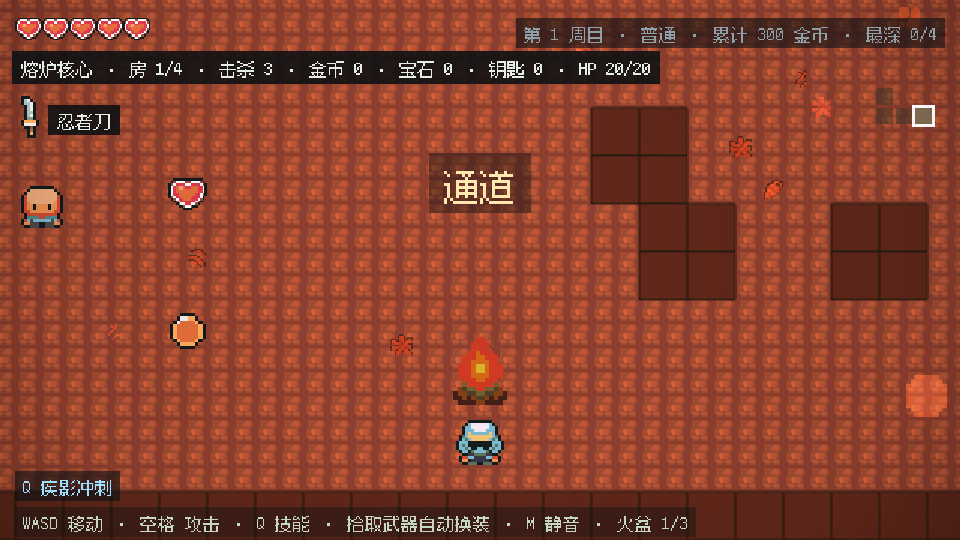 第 1 周目 · 普通 · 累计 300 金币 · 最深 0/4
熔炉核心 · 房 1/4 · 击杀 3 · 金币 0 · 宝石 0 · 钥匙 0 · HP 20/20
忍者刀
通道
Q 疾影冲刺
WASD 移动 · 空格 攻击 · Q 技能 · 拾取武器自动换装 · M 静音 · 火盆 1/3